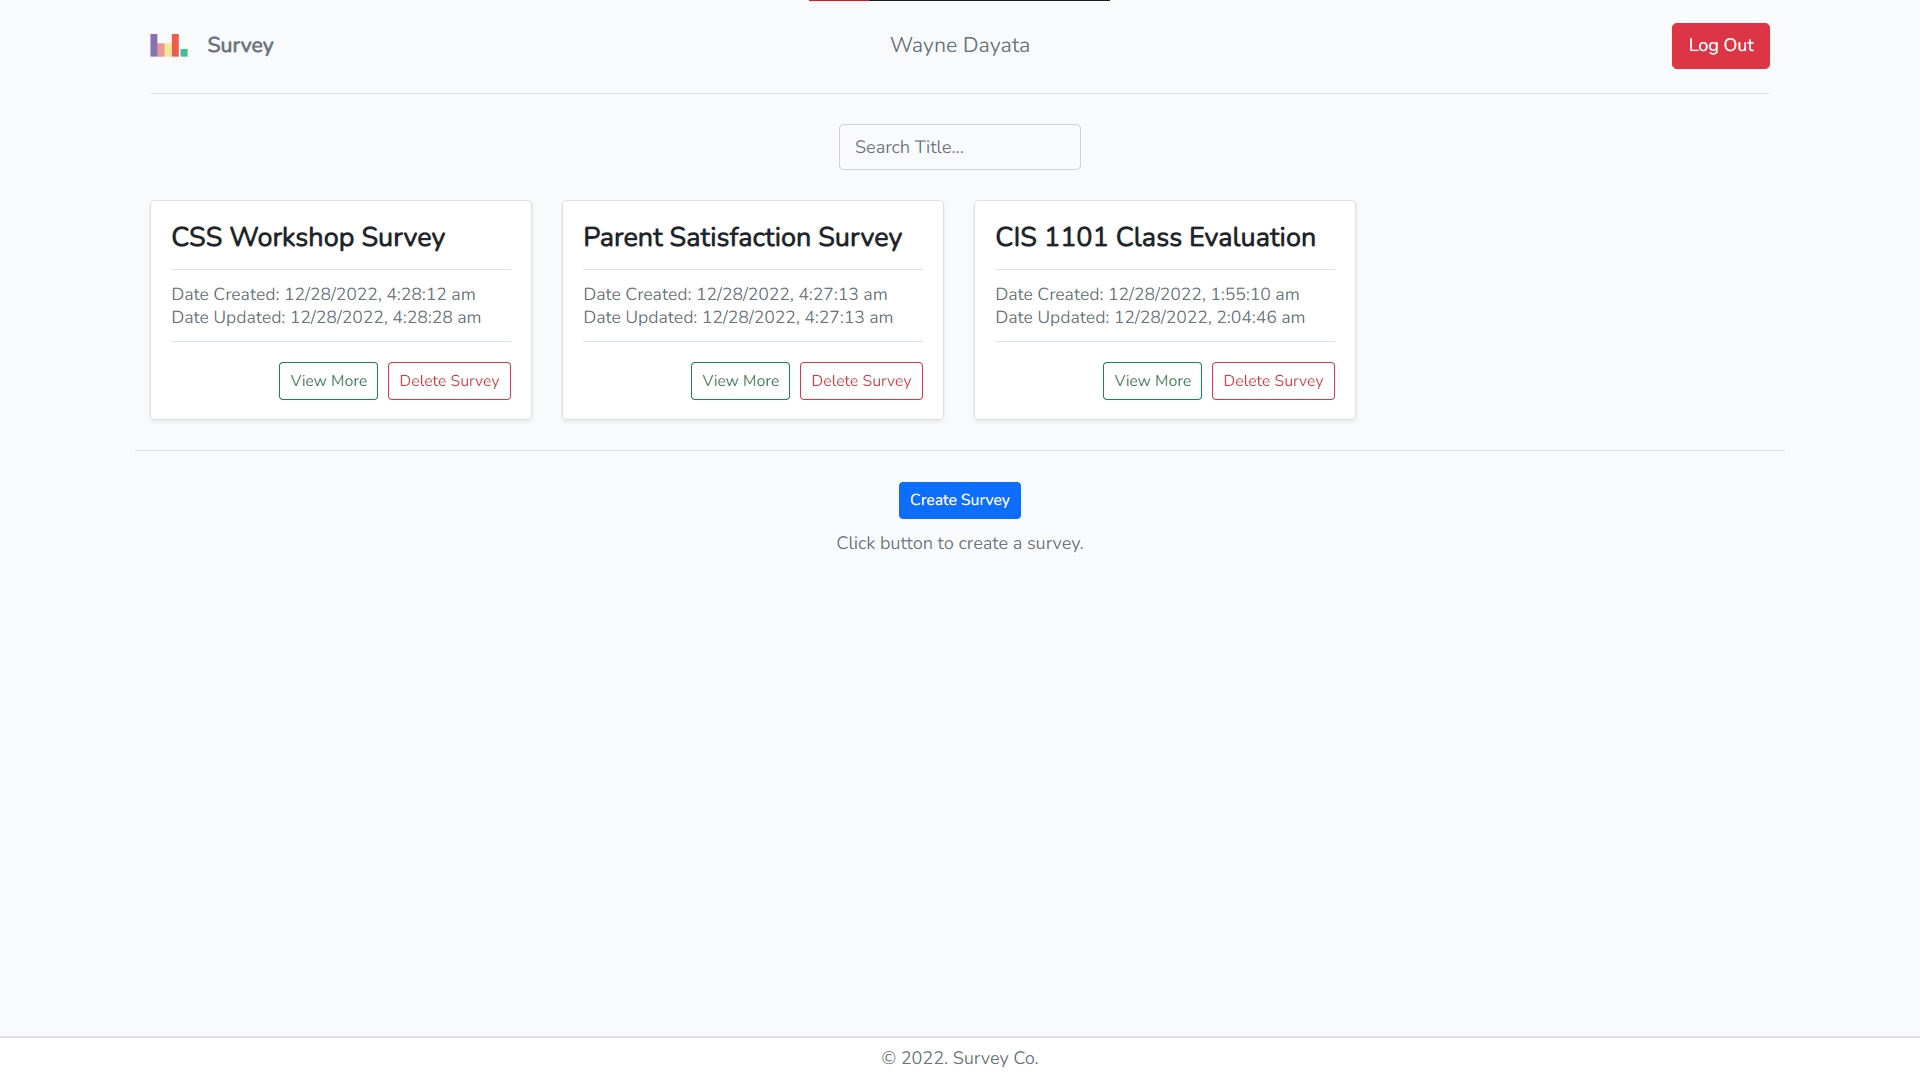 Survey
Wayne Dayata
Log Out
Search Title...
CSS Workshop Survey
Date Created: 12/28/2022, 4:28:12 am
Date Updated: 12/28/2022, 4:28:28 am
View More
Delete Survey
Parent Satisfaction Survey
Date Created: 12/28/2022, 4:27:13 am
Date Updated: 12/28/2022, 4:27:13 am
View More
Delete Survey
CIS 1101 Class Evaluation
Date Created: 12/28/2022, 1:55:10 am
Date Updated: 12/28/2022, 2:04:46 am
View More
Delete Survey
Create Survey
Click button to create a survey.
© 2022. Survey Co.